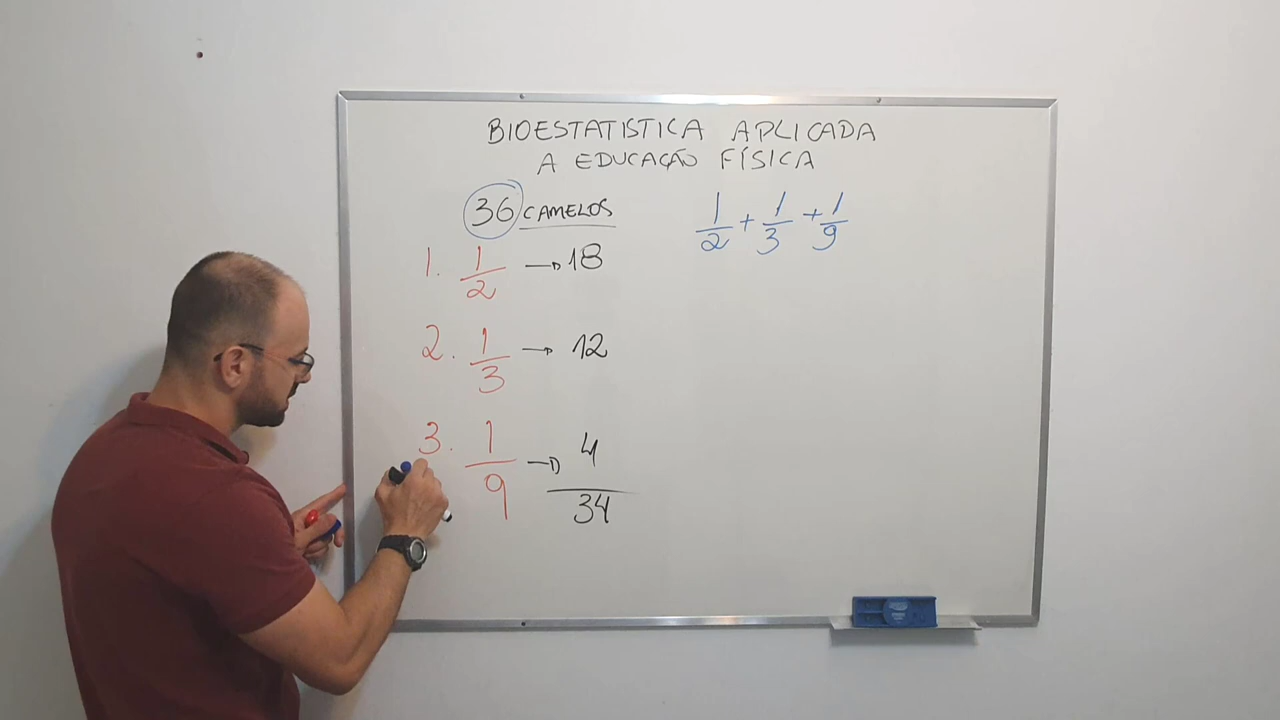 BIOESTATISTICA APLICADA
A EDUCAÇÃO FÍSICA
36 CAMELOS
1. 1/2 → 18
2. 1/3 → 12
3. 1/9 → 4
34
1/2 + 1/3 + 1/9